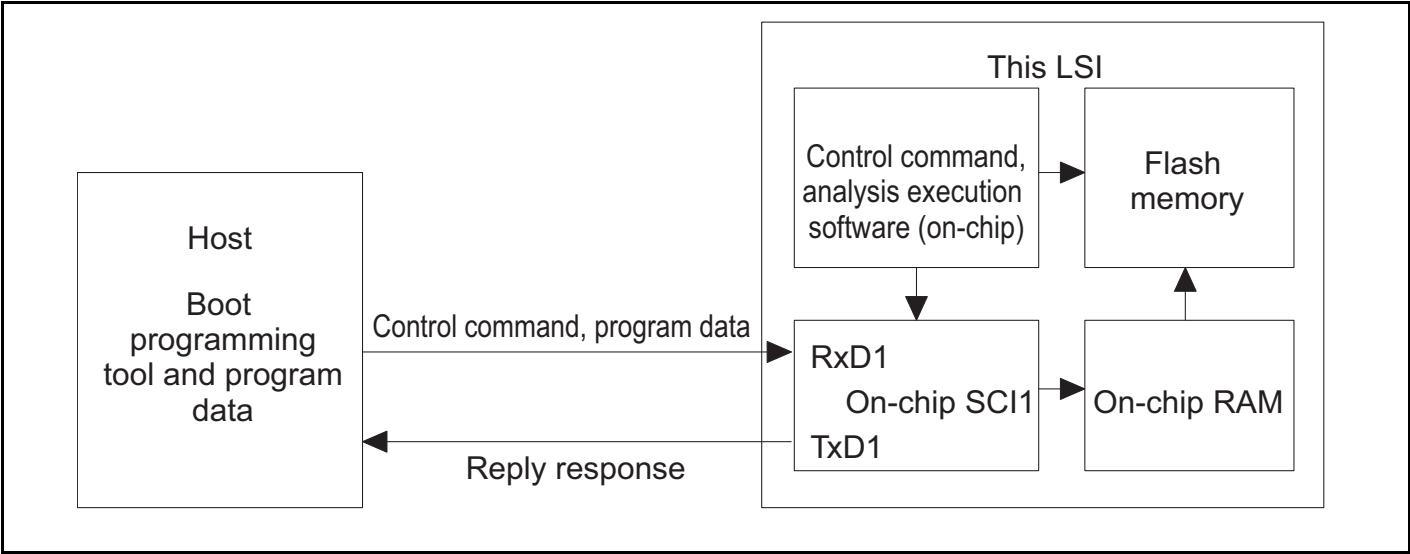 This LSI
Control command,
analysis execution
software (on-chip)
Flash
memory
Host
Boot
programming
tool and program
data
Control command, program data
Reply response
RxD1
On-chip SCI1
TxD1
On-chip RAM